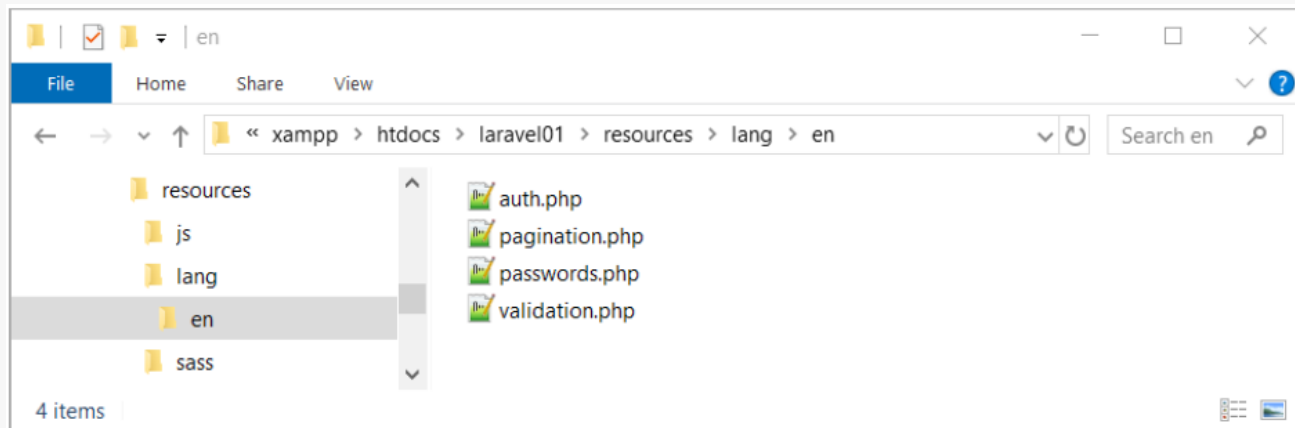 en
File Home Share View
« xampp > htdocs > laravel01 > resources > lang > en Search en
resources
js
lang
en
sass
auth.php
pagination.php
passwords.php
validation.php
4 items